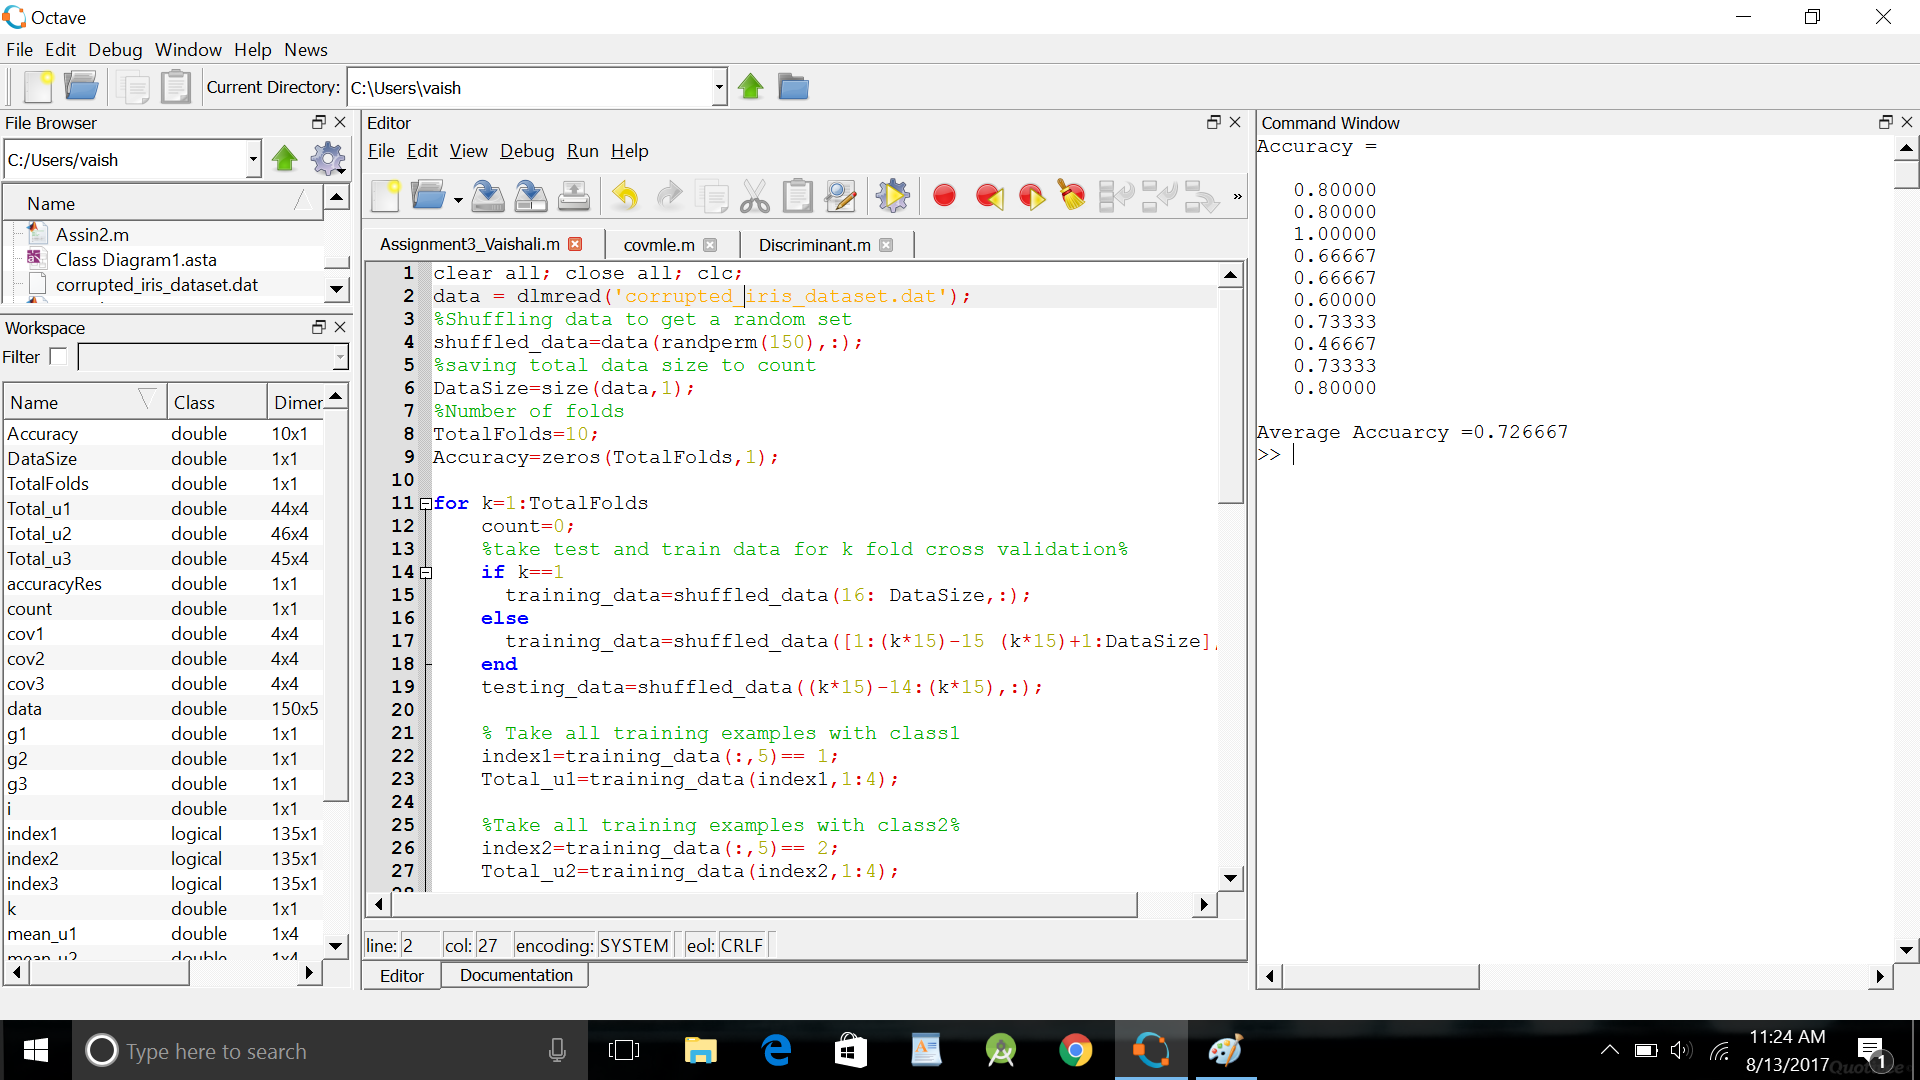 Octave
File Edit Debug Window Help News
Current Directory: C:\Users\vaish
File Browser
C:/Users/vaish
Name
Assin2.m
Class Diagram1.asta
corrupted_iris_dataset.dat
Workspace
Filter
Name Class Dimer
Accuracy double 10x1
DataSize double 1x1
TotalFolds double 1x1
Total_u1 double 44x4
Total_u2 double 46x4
Total_u3 double 45x4
accuracyRes double 1x1
count double 1x1
cov1 double 4x4
cov2 double 4x4
cov3 double 4x4
data double 150x5
g1 double 1x1
g2 double 1x1
g3 double 1x1
i double 1x1
index1 logical 135x1
index2 logical 135x1
index3 logical 135x1
k double 1x1
mean_u1 double 1x4
mean_u2 double 1x4
Editor
File Edit View Debug Run Help
»
Assignment3_Vaishali.m covmle.m Discriminant.m
1 clear all; close all; clc;
2 data = dlmread('corrupted_iris_dataset.dat');
3 %Shuffling data to get a random set
4 shuffled_data=data(randperm(150),:);
5 %saving total data size to count
6 DataSize=size(data,1);
7 %Number of folds
8 TotalFolds=10;
9 Accuracy=zeros(TotalFolds,1);
10
11 for k=1:TotalFolds
12 count=0;
13 %take test and train data for k fold cross validation%
14 if k==1
15 training_data=shuffled_data(16: DataSize,:);
16 else
17 training_data=shuffled_data([1:(k*15)-15 (k*15)+1:DataSize],
18 end
19 testing_data=shuffled_data((k*15)-14:(k*15),:);
20
21 % Take all training examples with class1
22 index1=training_data(:,5)== 1;
23 Total_u1=training_data(index1,1:4);
24
25 %Take all training examples with class2%
26 index2=training_data(:,5)== 2;
27 Total_u2=training_data(index2,1:4);
28
line: 2 col: 27 encoding: SYSTEM eol: CRLF
Editor Documentation
Command Window
Accuracy =
0.80000
0.80000
1.00000
0.66667
0.66667
0.60000
0.73333
0.46667
0.73333
0.80000
Average Accuarcy =0.726667
>>
Type here to search
11:24 AM
8/13/2017
1